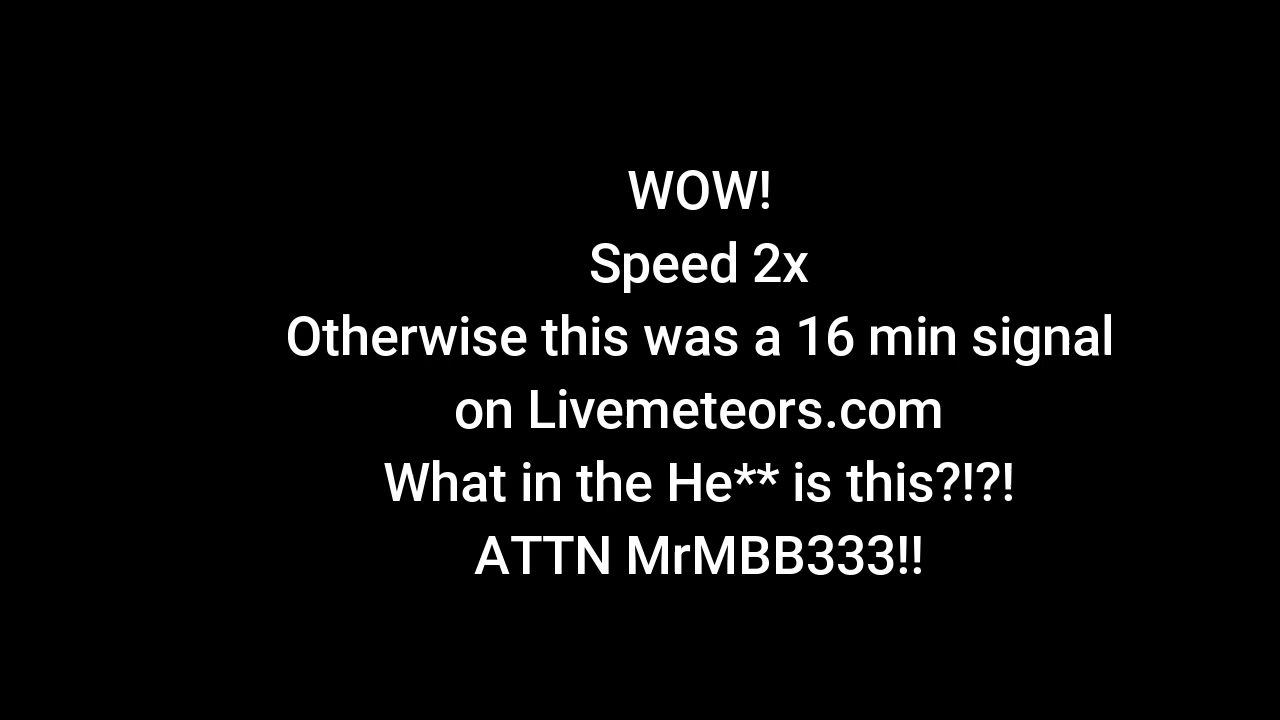 WOW!
Speed 2x
Otherwise this was a 16 min signal
on Livemeteors.com
What in the He** is this?!?!
ATTN MrMBB333!!